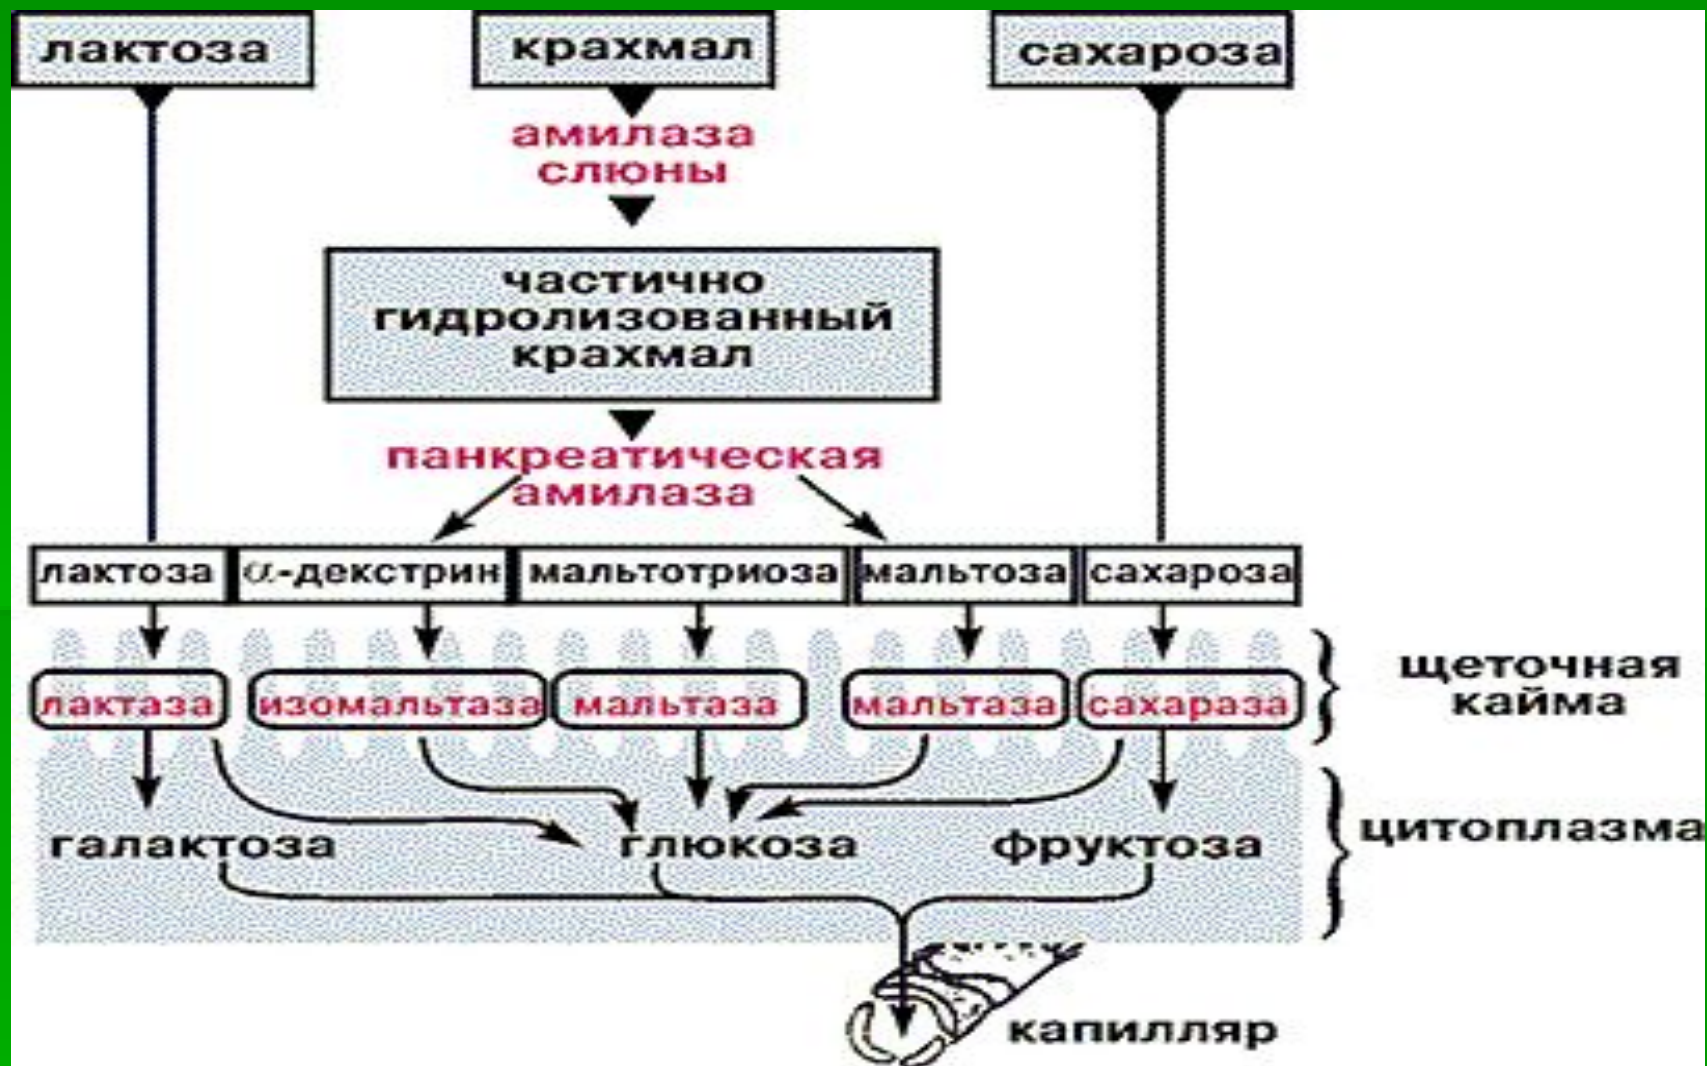 лактоза
крахмал
сахароза
амилаза
слюны
частично
гидролизованный
крахмал
панкреатическая
амилаза
лактоза
α-декстрин
мальтотриоза
мальтоза
сахароза
щеточная
кайма
лактаза
изомальтаза
мальтаза
мальтаза
сахараза
цитоплазма
галактоза
глюкоза
фруктоза
капилляр